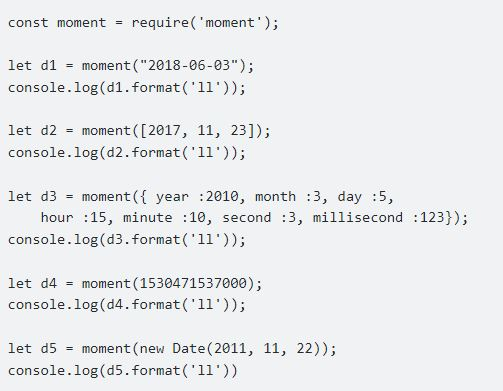 const moment = require('moment');
let d1 = moment("2018-06-03");
console.log(d1.format('ll'));
let d2 = moment([2017, 11, 23]);
console.log(d2.format('ll'));
let d3 = moment({ year :2010, month :3, day :5,
    hour :15, minute :10, second :3, millisecond :123});
console.log(d3.format('ll'));
let d4 = moment(1530471537000);
console.log(d4.format('ll'));
let d5 = moment(new Date(2011, 11, 22));
console.log(d5.format('ll'))